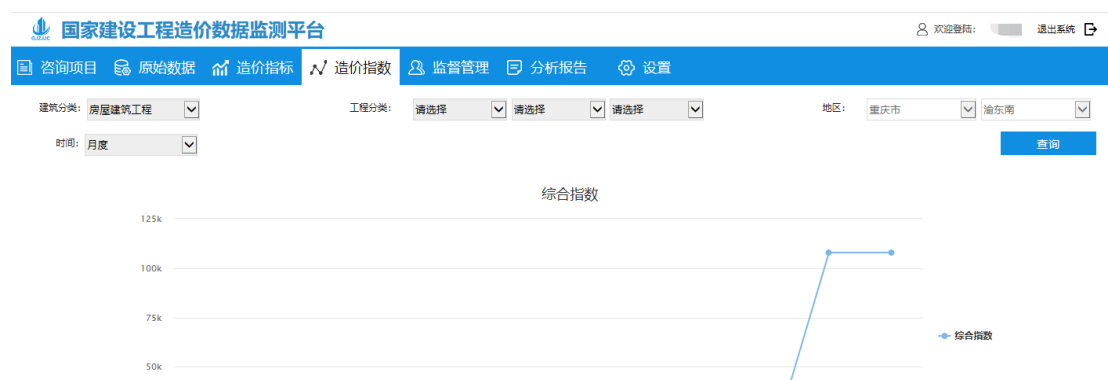 国家建设工程造价数据监测平台 欢迎登陆: 退出系统
咨询项目 原始数据 造价指标 造价指数 监督管理 分析报告 设置
建筑分类: 房屋建筑工程 工程分类: 请选择 请选择 请选择 地区: 重庆市 渝东南
时间: 月度 查询
综合指数
125k
100k
75k
综合指数
50k